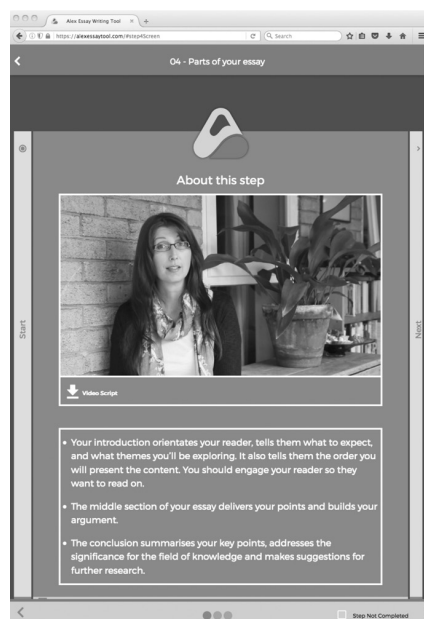 Alex Essay Writing Tool
https://alexessaytool.com/#step4Screen
Search
04 - Parts of your essay
About this step
Start
Next
Video Script
• Your introduction orientates your reader, tells them what to expect,
and what themes you'll be exploring. It also tells them the order you
will present the content. You should engage your reader so they
want to read on.
• The middle section of your essay delivers your points and builds your
argument.
• The conclusion summarises your key points, addresses the
significance for the field of knowledge and makes suggestions for
further research.
Step Not Completed